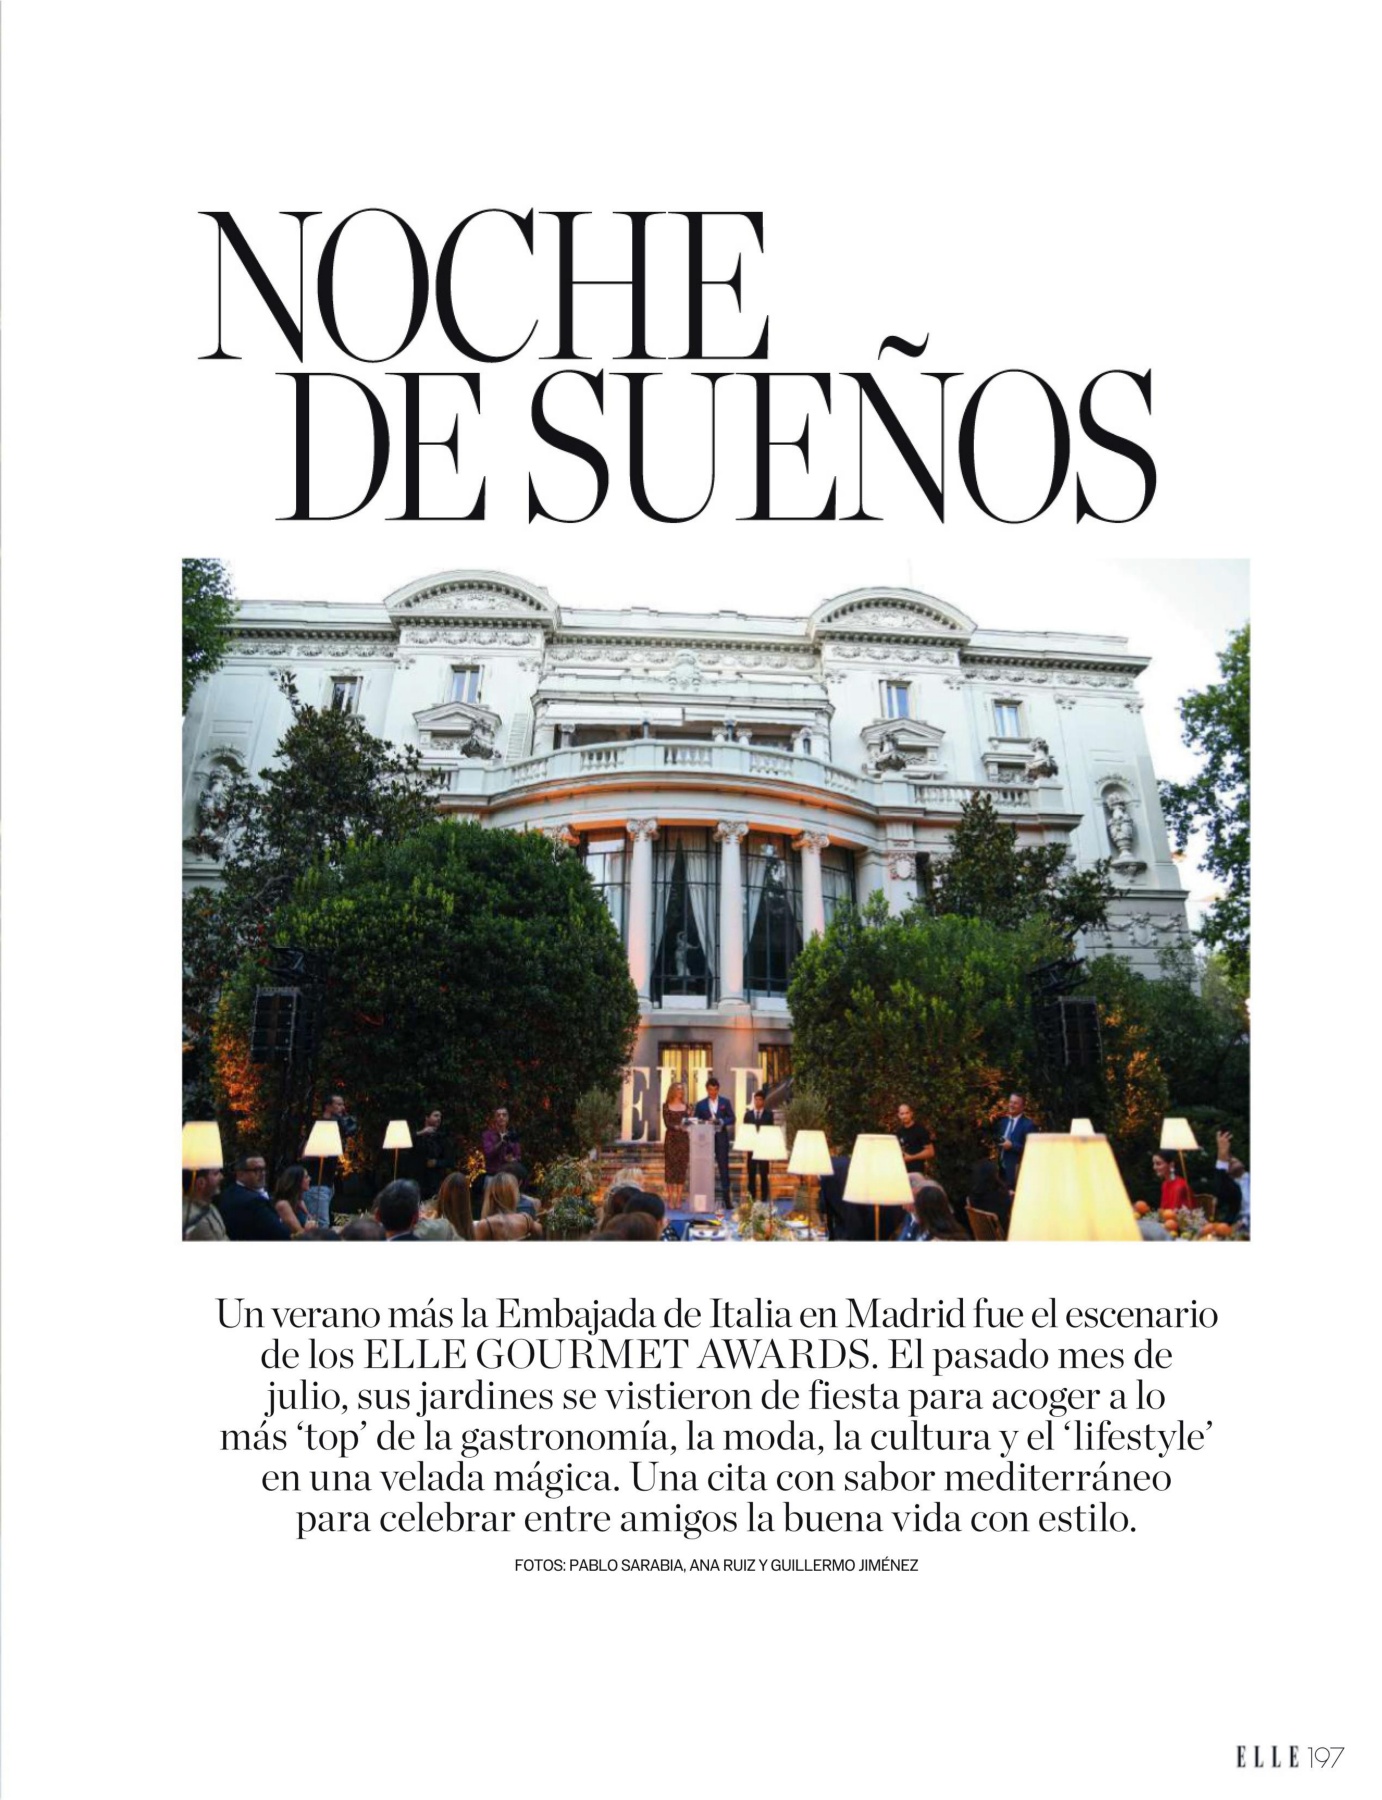 NOCHE
DE SUEÑOS
ELLE
Un verano más la Embajada de Italia en Madrid fue el escenario
de los ELLE GOURMET AWARDS. El pasado mes de
julio, sus jardines se vistieron de fiesta para acoger a lo
más ‘top’ de la gastronomía, la moda, la cultura y el ‘lifestyle’
en una velada mágica. Una cita con sabor mediterráneo
para celebrar entre amigos la buena vida con estilo.
FOTOS: PABLO SARABIA, ANA RUIZ Y GUILLERMO JIMÉNEZ
ELLE 197